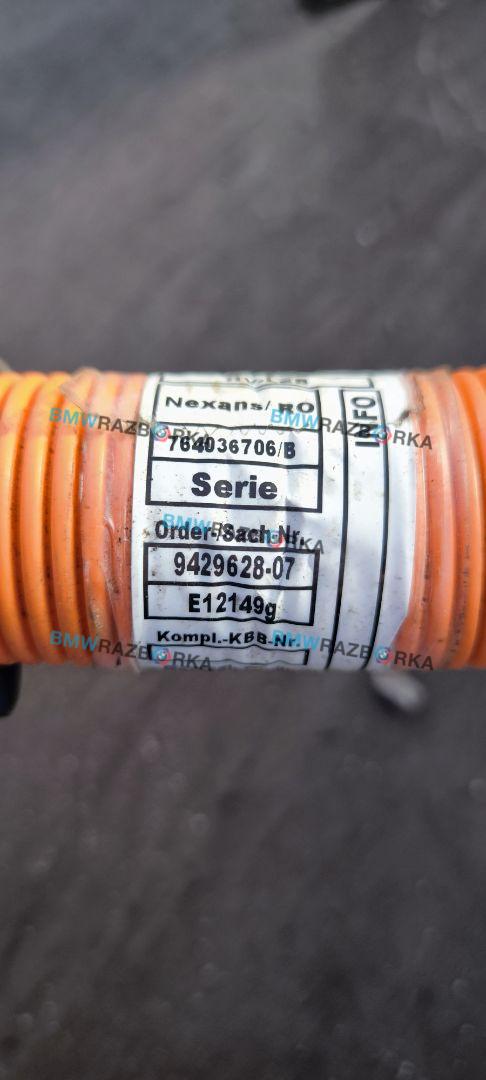 Nexans/RO
764036706/B
Serie
Order-/Sach-Nr.
9429628-07
E12149g
Kompl.-KBB-Nr.
INFO
BMWRAZBORKA
BMWRAZBORKA
BMWRAZBORKA
BMWRAZBORKA
BMWRAZBORKA